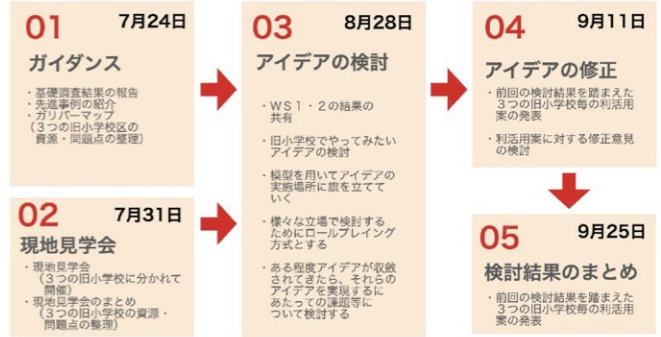 01 7月24日
ガイダンス
・基礎調査結果の報告
・先進事例の紹介
・ガリバーマップ
（３つの旧小学校区の
資源・問題点の整理）
02 7月31日
現地見学会
・現地見学会
（３つの旧小学校に分かれて
開催）
・現地見学会のまとめ
（３つの旧小学校の資源・
問題点の整理）
03 8月28日
アイデアの検討
・ＷＳ１・２の結果の
共有
・旧小学校でやってみたい
アイデアの検討
・模型を用いてアイデアの
実施場所に旗を立てて
いく
・様々な立場で検討する
ためにロールプレイング
方式とする
・ある程度アイデアが収斂
されてきたら、それらの
アイデアを実現するに
あたっての課題等に
ついて検討する
04 9月11日
アイデアの修正
・前回の検討結果を踏まえた
３つの旧小学校毎の利活用
案の発表
・利活用案に対する修正意見
の検討
05 9月25日
検討結果のまとめ
・前回の検討結果を踏まえた
３つの旧小学校毎の利活用
案の発表